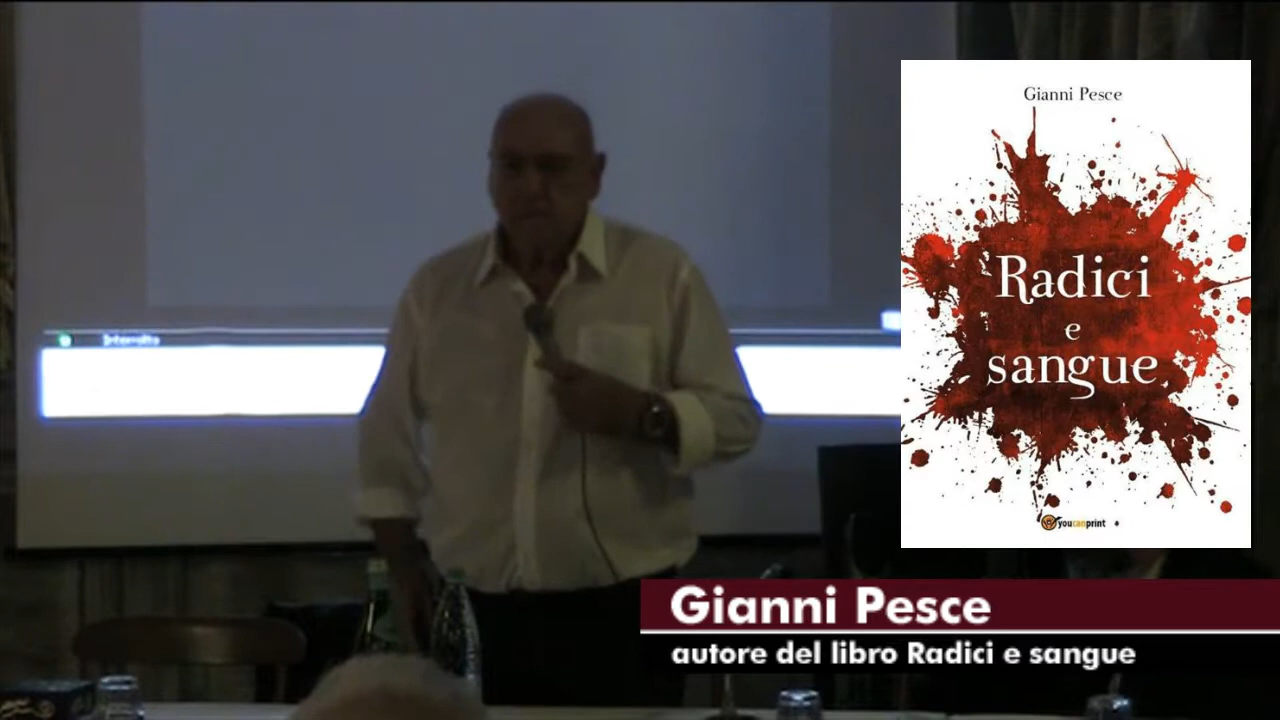 Gianni Pesce
Radici
e
sangue
youcanprint
Gianni Pesce
autore del libro Radici e sangue